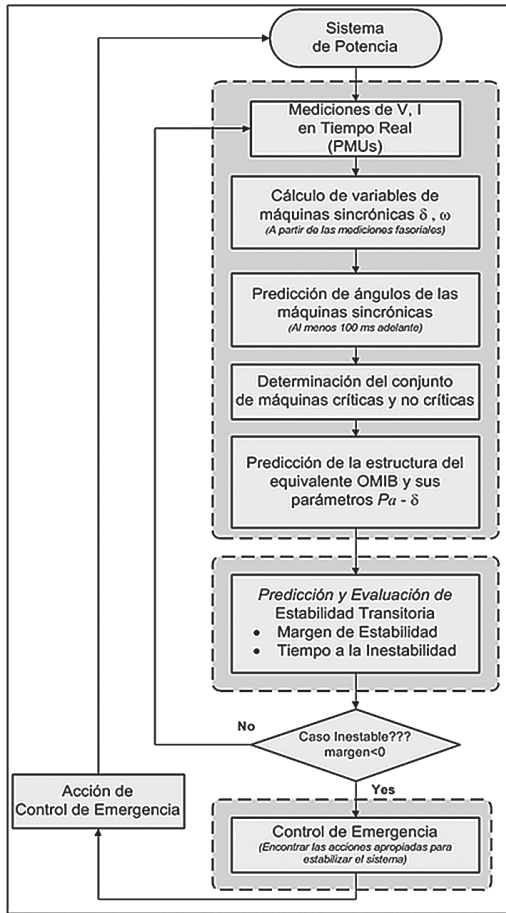 Sistema
de Potencia
Mediciones de V, I
en Tiempo Real
(PMUs)
Cálculo de variables de
máquinas sincrónicas δ , ω
(A partir de las mediciones fasoriales)
Predicción de ángulos de las
máquinas sincrónicas
(Al menos 100 ms adelante)
Determinación del conjunto
de máquinas críticas y no críticas
Predicción de la estructura del
equivalente OMIB y sus
parámetros Pa - δ
Predicción y Evaluación de
Estabilidad Transitoria
• Margen de Estabilidad
• Tiempo a la Inestabilidad
No
Caso Inestable???
margen<0
Yes
Acción de
Control de Emergencia
Control de Emergencia
(Encontrar las acciones apropiadas para
estabilizar el sistema)